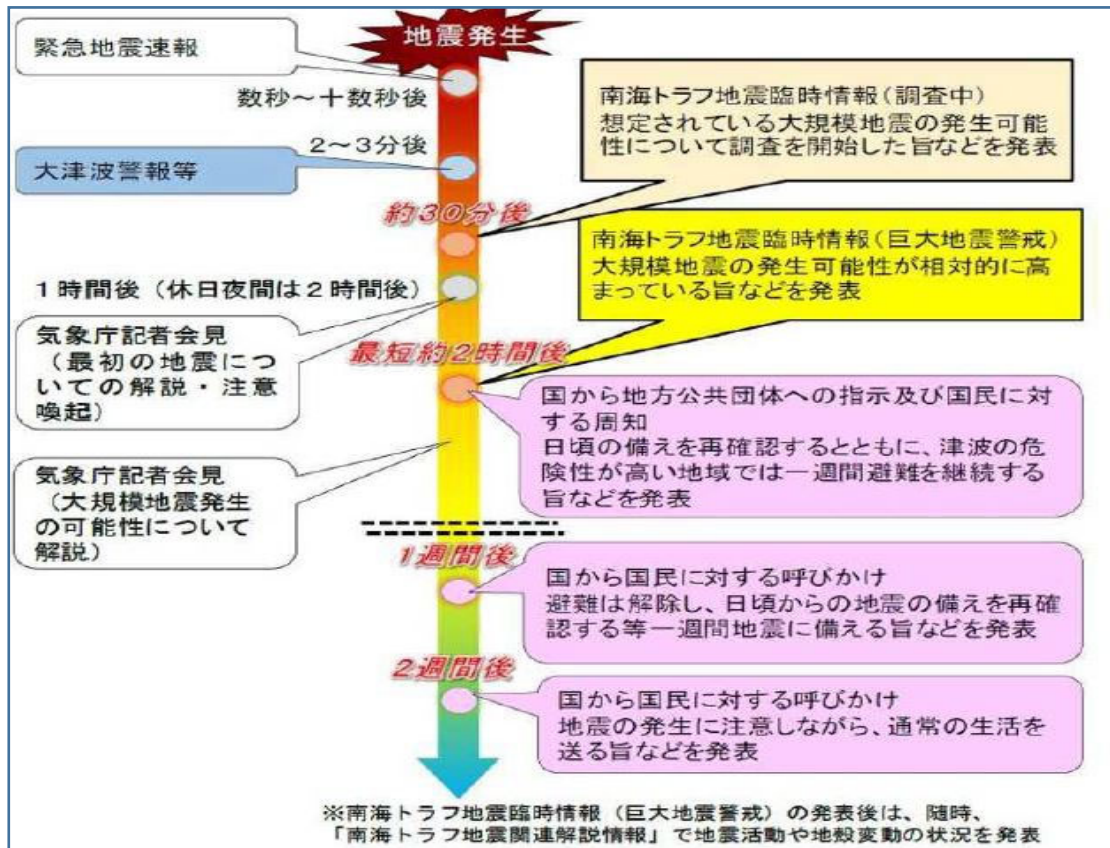 地震発生
緊急地震速報
数秒～十数秒後
2～3分後
大津波警報等
約30分後
南海トラフ地震臨時情報(調査中)
想定されている大規模地震の発生可能
性について調査を開始した旨などを発表
1時間後（休日夜間は2時間後）
気象庁記者会見
（最初の地震につ
いての解説・注意
喚起）
最短約2時間後
南海トラフ地震臨時情報(巨大地震警戒)
大規模地震の発生可能性が相対的に高
まっている旨などを発表
国から地方公共団体への指示及び国民に対
する周知
日頃の備えを再確認するとともに、津波の危
険性が高い地域では一週間避難を継続する
旨などを発表
気象庁記者会見
（大規模地震発生
の可能性について
解説）
1週間後
国から国民に対する呼びかけ
避難は解除し、日頃からの地震の備えを再確
認する等一週間地震に備える旨などを発表
2週間後
国から国民に対する呼びかけ
地震の発生に注意しながら、通常の生活を
送る旨などを発表
※南海トラフ地震臨時情報（巨大地震警戒）の発表後は、随時、
「南海トラフ地震関連解説情報」で地震活動や地殻変動の状況を発表